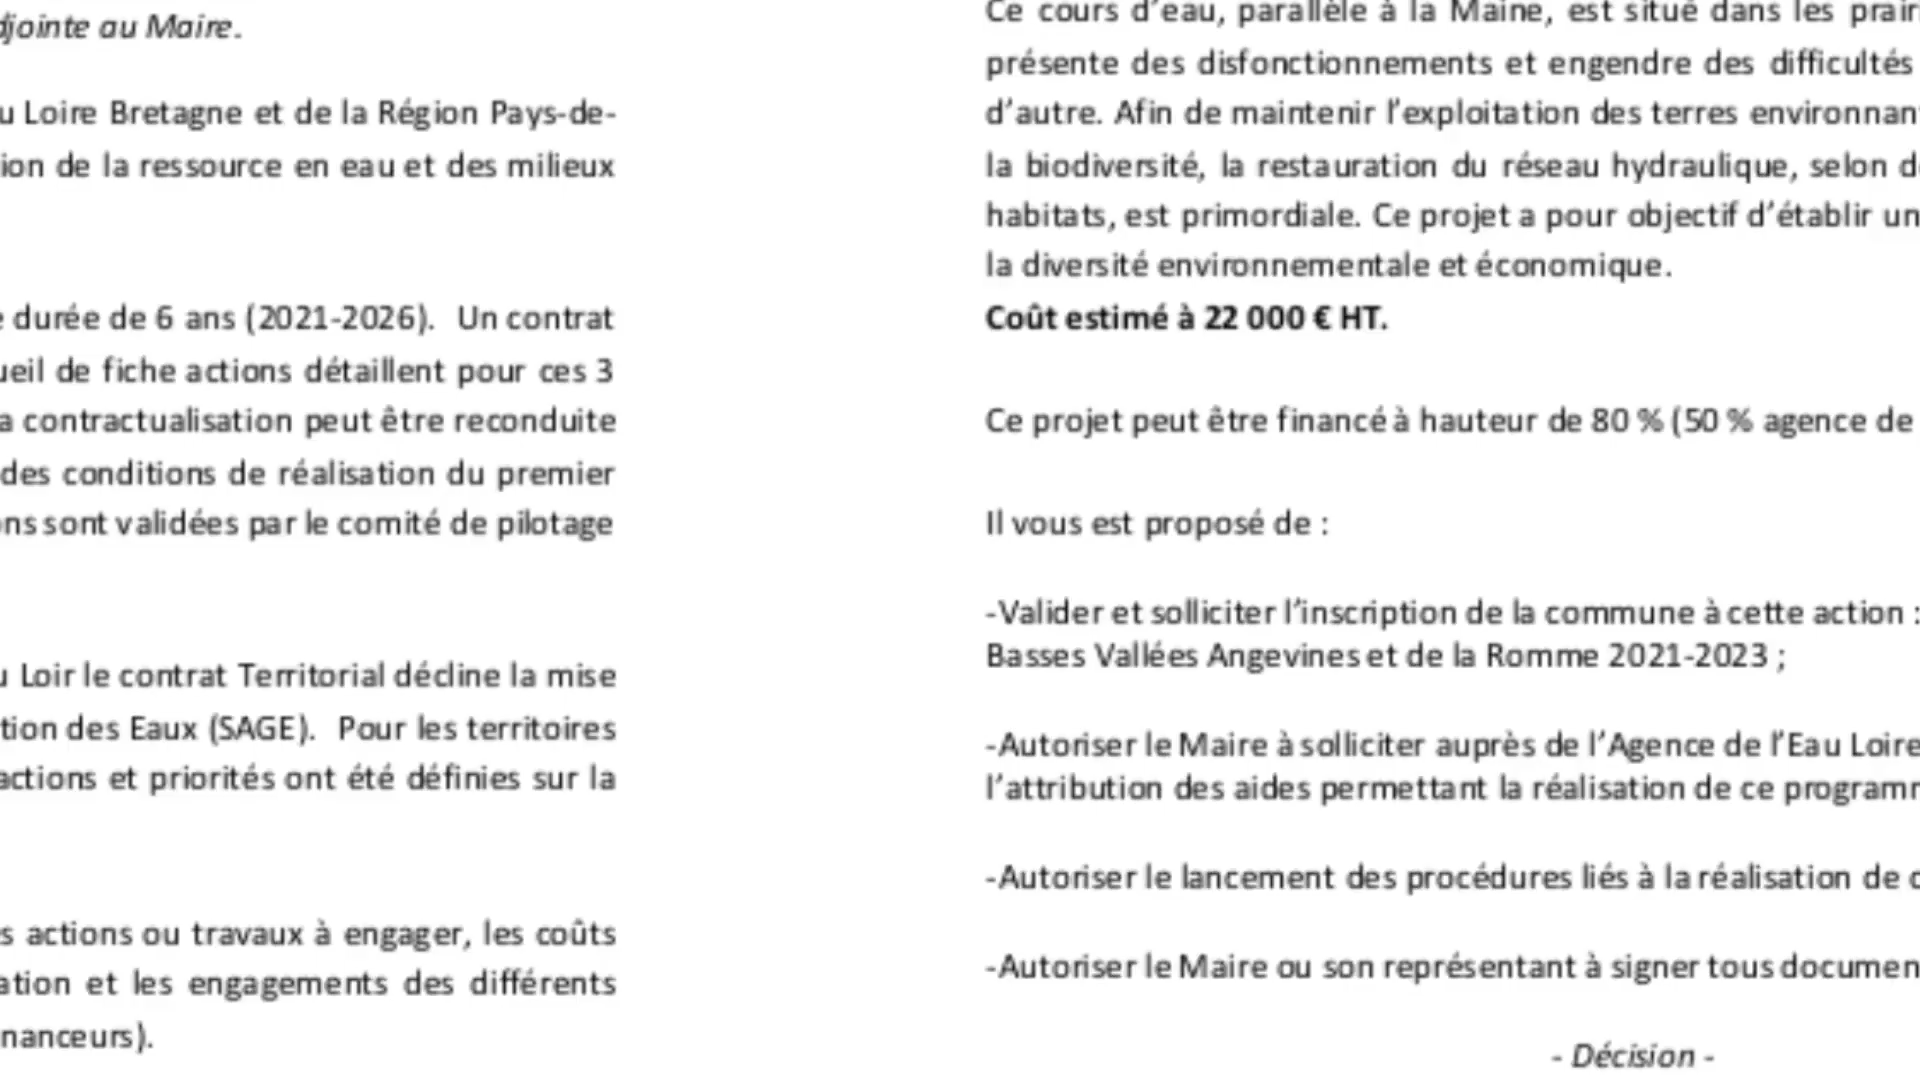 djointe au Maire.
u Loire Bretagne et de la Région Pays-de-
ion de la ressource en eau et des milieux
e durée de 6 ans (2021-2026). Un contrat
ueil de fiche actions détaillent pour ces 3
a contractualisation peut être reconduite
des conditions de réalisation du premier
ons sont validées par le comité de pilotage
u Loir le contrat Territorial décline la mise
tion des Eaux (SAGE). Pour les territoires
actions et priorités ont été définies sur la
s actions ou travaux à engager, les coûts
ation et les engagements des différents
nanceurs).
Ce cours d'eau, parallèle à la Maine, est situé dans les prair
présente des disfonctionnements et engendre des difficultés
d'autre. Afin de maintenir l'exploitation des terres environnan
la biodiversité, la restauration du réseau hydraulique, selon d
habitats, est primordiale. Ce projet a pour objectif d'établir un
la diversité environnementale et économique.
Coût estimé à 22 000 € HT.
Ce projet peut être financé à hauteur de 80 % (50 % agence de
Il vous est proposé de :
-Valider et solliciter l'inscription de la commune à cette action :
Basses Vallées Angevines et de la Romme 2021-2023 ;
-Autoriser le Maire à solliciter auprès de l'Agence de l'Eau Loire
l'attribution des aides permettant la réalisation de ce program
-Autoriser le lancement des procédures liés à la réalisation de c
-Autoriser le Maire ou son représentant à signer tous documen
- Décision -